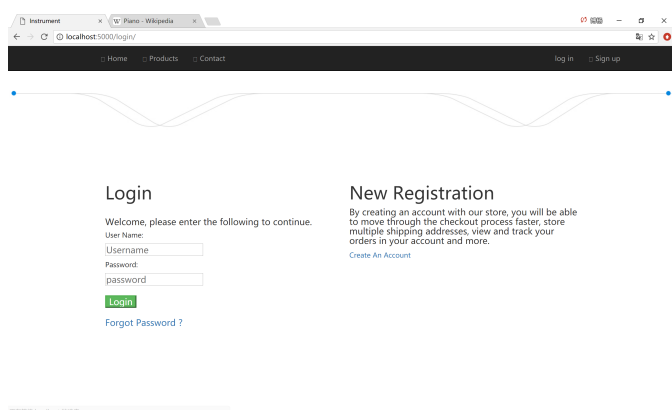 Instrument
W Piano - Wikipedia
localhost:5000/login/
Home Products Contact log in Sign up
Login
Welcome, please enter the following to continue.
User Name:
Username
Password:
password
Login
Forgot Password ?
New Registration
By creating an account with our store, you will be able
to move through the checkout process faster, store
multiple shipping addresses, view and track your
orders in your account and more.
Create An Account